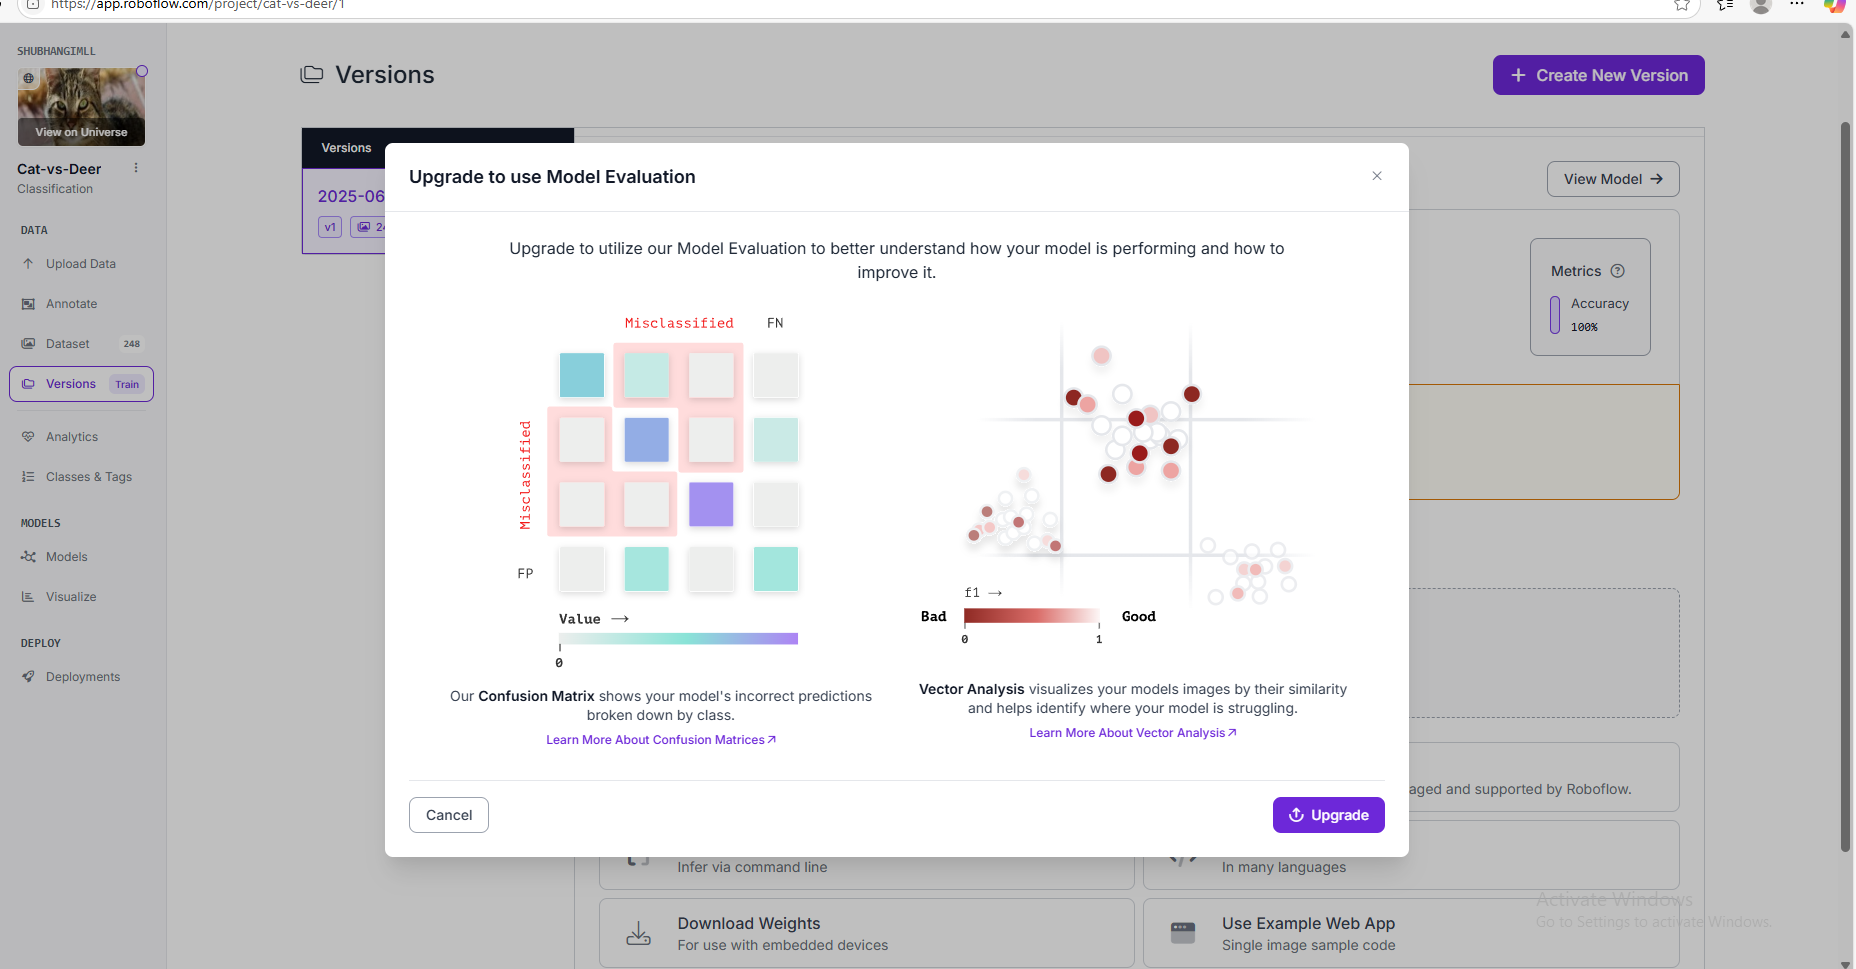 https://app.roboflow.com/project/cat-vs-deer/1
SHUBHANGIMLL
View on Universe
Cat-vs-Deer
Classification
DATA
Upload Data
Annotate
Dataset 248
Versions Train
Analytics
Classes & Tags
MODELS
Models
Visualize
DEPLOY
Deployments
Versions
+ Create New Version
Versions
2025-06
v1
24
View Model →
Metrics ?
Accuracy
100%
Upgrade to use Model Evaluation
Upgrade to utilize our Model Evaluation to better understand how your model is performing and how to
improve it.
Misclassified FN
Misclassified
FP
Value →
0
f1 →
Bad Good
0 1
Our Confusion Matrix shows your model's incorrect predictions
broken down by class.
Learn More About Confusion Matrices↗
Vector Analysis visualizes your models images by their similarity
and helps identify where your model is struggling.
Learn More About Vector Analysis↗
Cancel
Upgrade
aged and supported by Roboflow.
Infer via command line
In many languages
Download Weights
For use with embedded devices
Use Example Web App
Single image sample code
Activate Windows
Go to Settings to activate Windows.